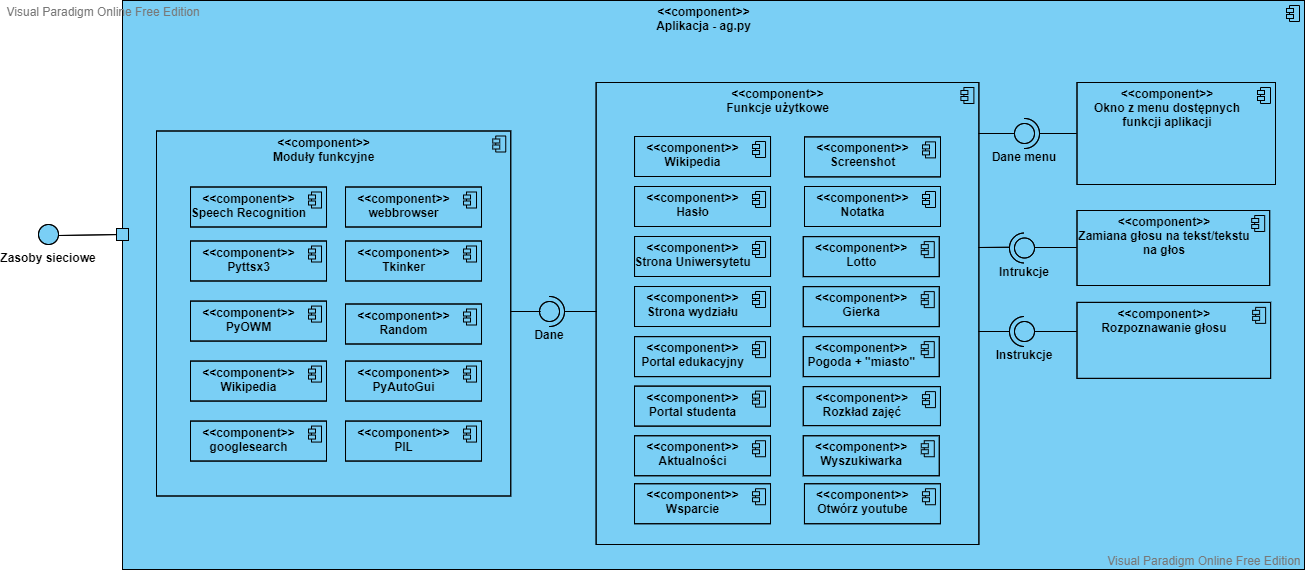 Visual Paradigm Online Free Edition
<<component>>
Aplikacja - ag.py
Zasoby sieciowe
<<component>>
Moduły funkcyjne
<<component>>
Speech Recognition
<<component>>
webbrowser
<<component>>
Pyttsx3
<<component>>
Tkinker
<<component>>
PyOWM
<<component>>
Random
<<component>>
Wikipedia
<<component>>
PyAutoGui
<<component>>
googlesearch
<<component>>
PIL
Dane
<<component>>
Funkcje użytkowe
<<component>>
Wikipedia
<<component>>
Screenshot
<<component>>
Hasło
<<component>>
Notatka
<<component>>
Strona Uniwersytetu
<<component>>
Lotto
<<component>>
Strona wydziału
<<component>>
Gierka
<<component>>
Portal edukacyjny
<<component>>
Pogoda + "miasto"
<<component>>
Portal studenta
<<component>>
Rozkład zajęć
<<component>>
Aktualności
<<component>>
Wyszukiwarka
<<component>>
Wsparcie
<<component>>
Otwórz youtube
Dane menu
<<component>>
Okno z menu dostępnych
funkcji aplikacji
Intrukcje
<<component>>
Zamiana głosu na tekst/tekstu
na głos
Instrukcje
<<component>>
Rozpoznawanie głosu
Visual Paradigm Online Free Edition